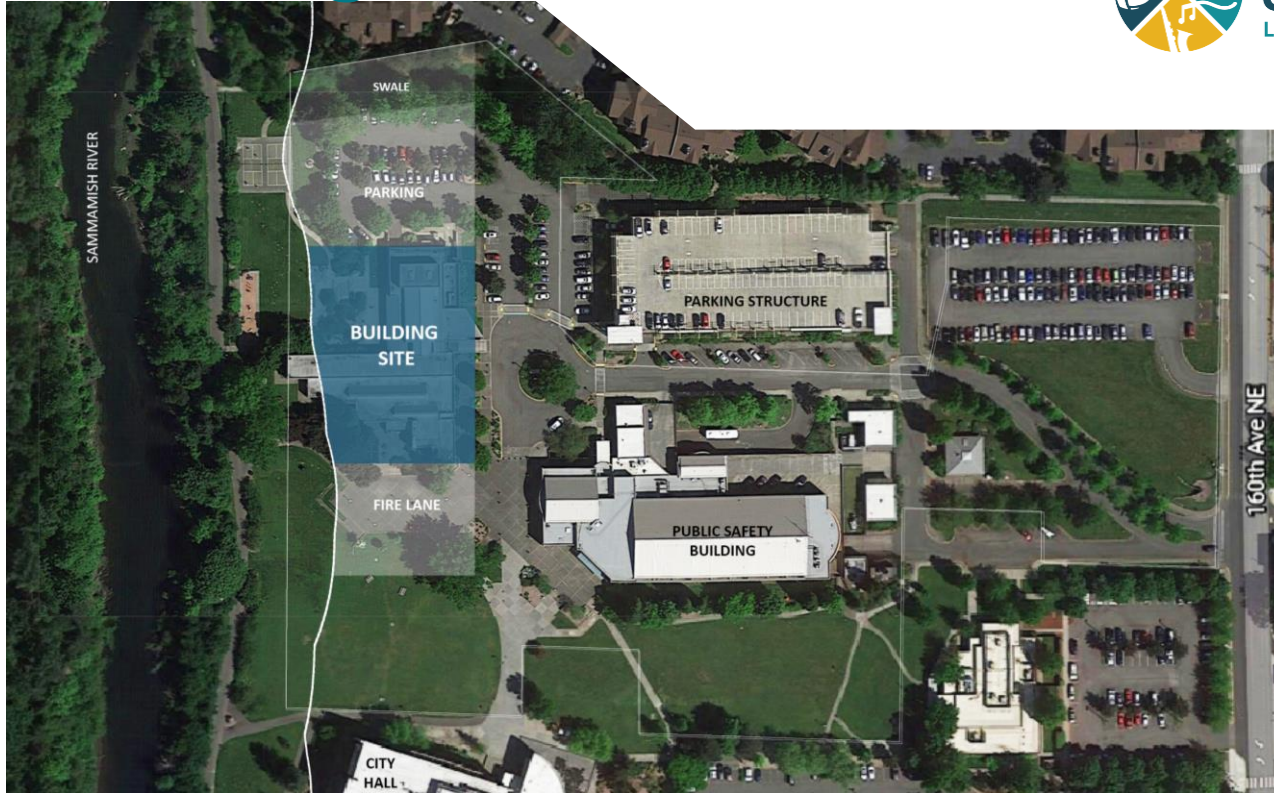 SWALE
SAMMAMISH RIVER
PARKING
PARKING STRUCTURE
BUILDING
SITE
FIRE LANE
PUBLIC SAFETY
BUILDING
160th Ave NE
CITY
HALL